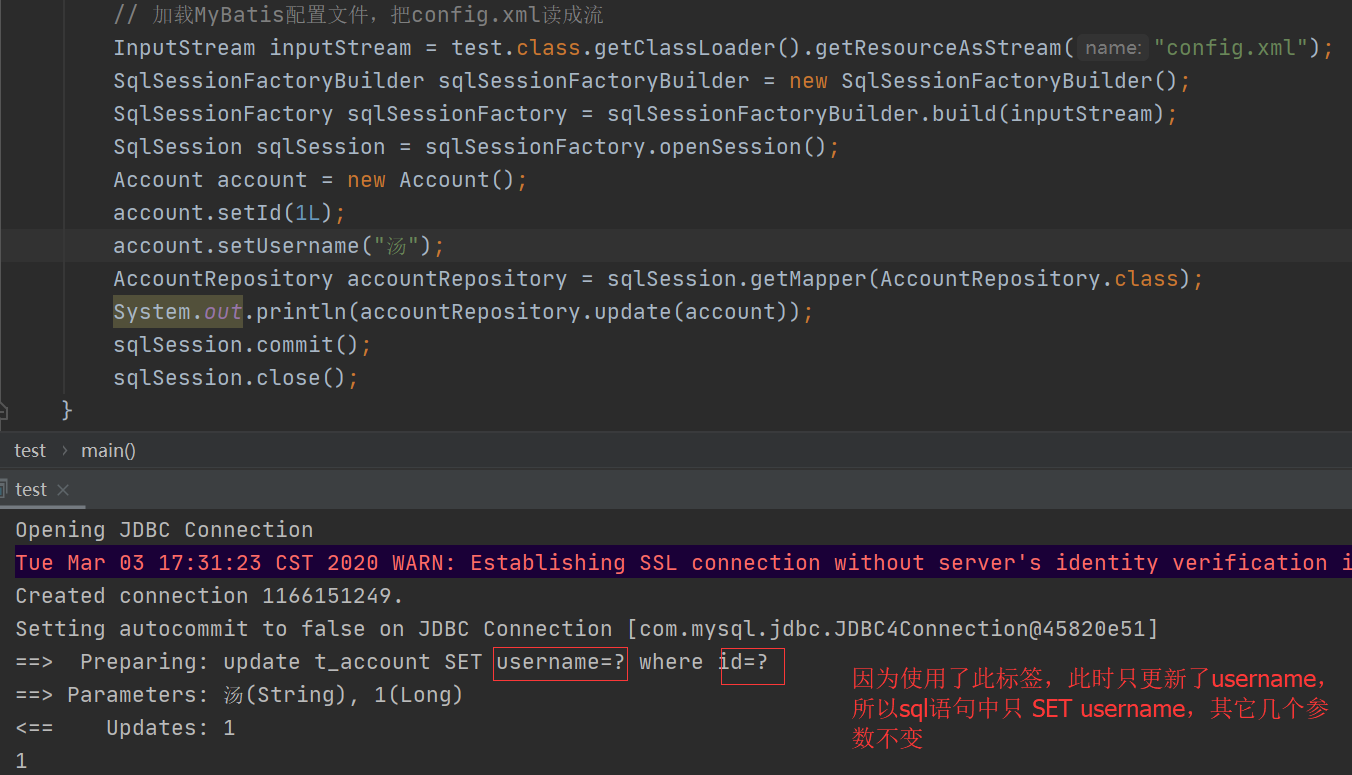 // 加载MyBatis配置文件，把config.xml读成流
InputStream inputStream = test.class.getClassLoader().getResourceAsStream( name: "config.xml");
SqlSessionFactoryBuilder sqlSessionFactoryBuilder = new SqlSessionFactoryBuilder();
SqlSessionFactory sqlSessionFactory = sqlSessionFactoryBuilder.build(inputStream);
SqlSession sqlSession = sqlSessionFactory.openSession();
Account account = new Account();
account.setId(1L);
account.setUsername("汤");
AccountRepository accountRepository = sqlSession.getMapper(AccountRepository.class);
System.out.println(accountRepository.update(account));
sqlSession.commit();
sqlSession.close();
}
test › main()
test ×
Opening JDBC Connection
Tue Mar 03 17:31:23 CST 2020 WARN: Establishing SSL connection without server's identity verification i
Created connection 1166151249.
Setting autocommit to false on JDBC Connection [com.mysql.jdbc.JDBC4Connection@45820e51]
==>  Preparing: update t_account SET username=? where id=?
==> Parameters: 汤(String), 1(Long)
<==    Updates: 1
1
因为使用了此标签，此时只更新了username，
所以sql语句中只 SET username，其它几个参
数不变